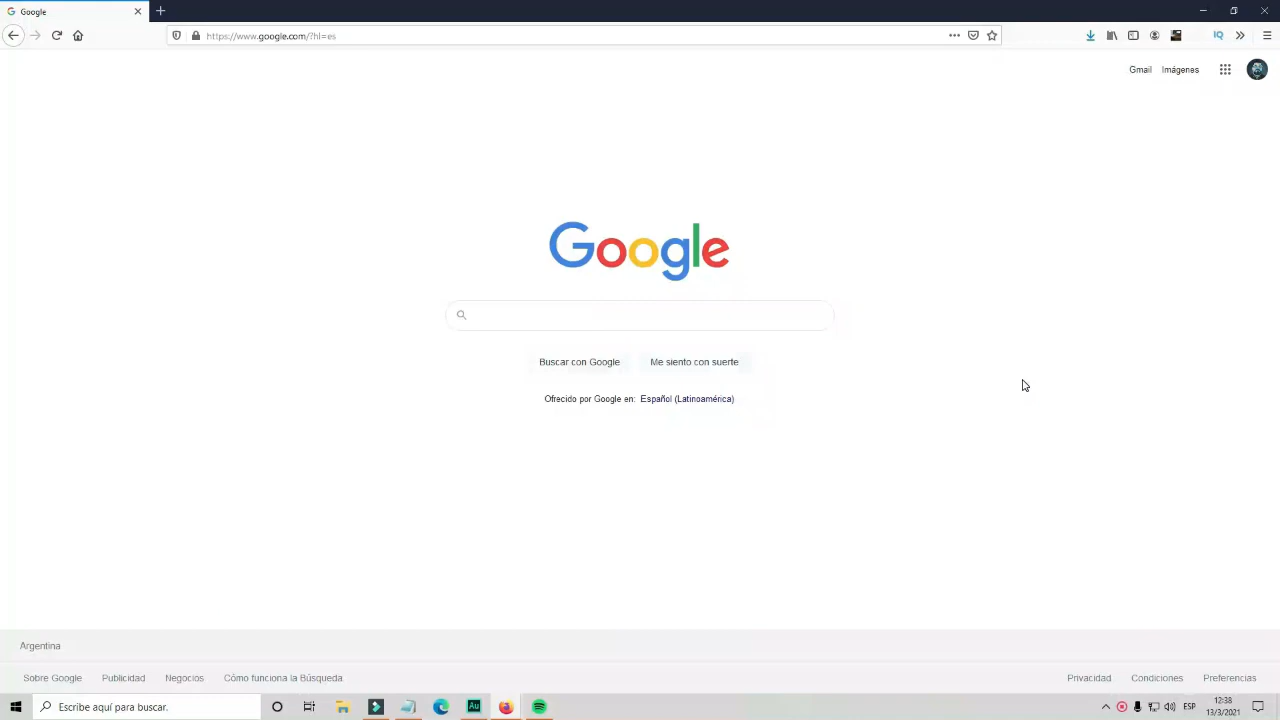 Google
https://www.google.com/?hl=es
IQ
Gmail Imágenes
Google
Buscar con Google Me siento con suerte
Ofrecido por Google en: Español (Latinoamérica)
Argentina
Sobre Google Publicidad Negocios Cómo funciona la Búsqueda
Privacidad Condiciones Preferencias
Escribe aquí para buscar.
Au
ESP
12:38
13/3/2021